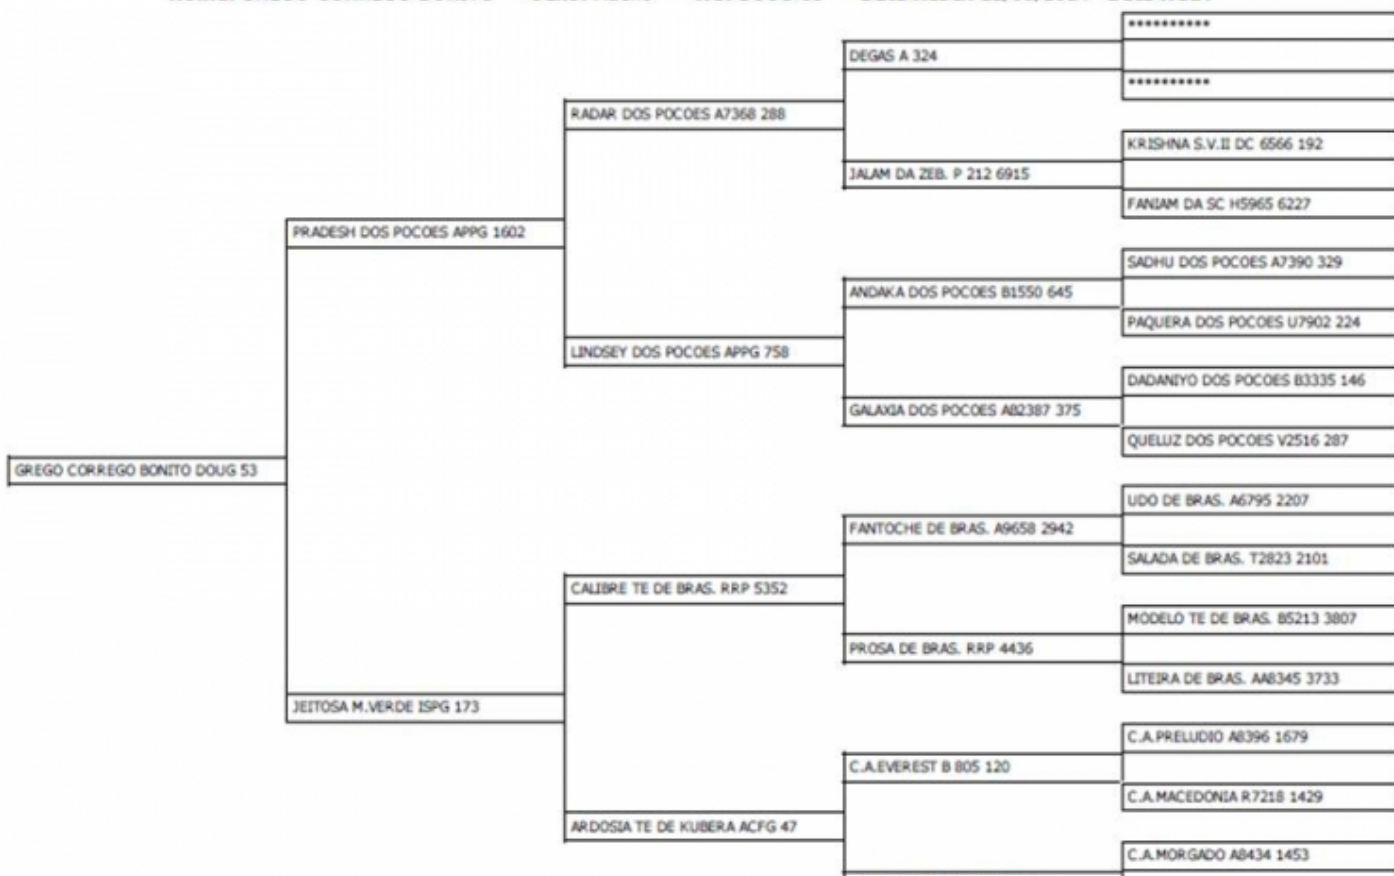 **********
DEGAS A 324
**********
RADAR DOS POCOES A7368 288
KRISHNA S.V.II DC 6566 192
JALAM DA ZEB. P 212 6915
FANIAM DA SC H5965 6227
PRADESH DOS POCOES APPG 1602
SADHU DOS POCOES A7390 329
ANDAKA DOS POCOES B1550 645
PAQUERA DOS POCOES U7902 224
LINDSEY DOS POCOES APPG 758
DADANIYO DOS POCOES B3335 146
GALAXIA DOS POCOES AB2387 375
QUELUZ DOS POCOES V2516 287
GREGO CORREGO BONITO DOUG 53
UDO DE BRAS. A6795 2207
FANTOCHE DE BRAS. A9658 2942
SALADA DE BRAS. T2823 2101
CALIBRE TE DE BRAS. RRP 5352
MODELO TE DE BRAS. B5213 3807
PROSA DE BRAS. RRP 4436
LITEIRA DE BRAS. AA8345 3733
JEITOSA M.VERDE ISPG 173
C.A.PRELUDIO A8396 1679
C.A.EVEREST B 805 120
C.A.MACEDONIA R7218 1429
ARDOSIA TE DE KUBERA ACFG 47
C.A.MORGADO A8434 1453